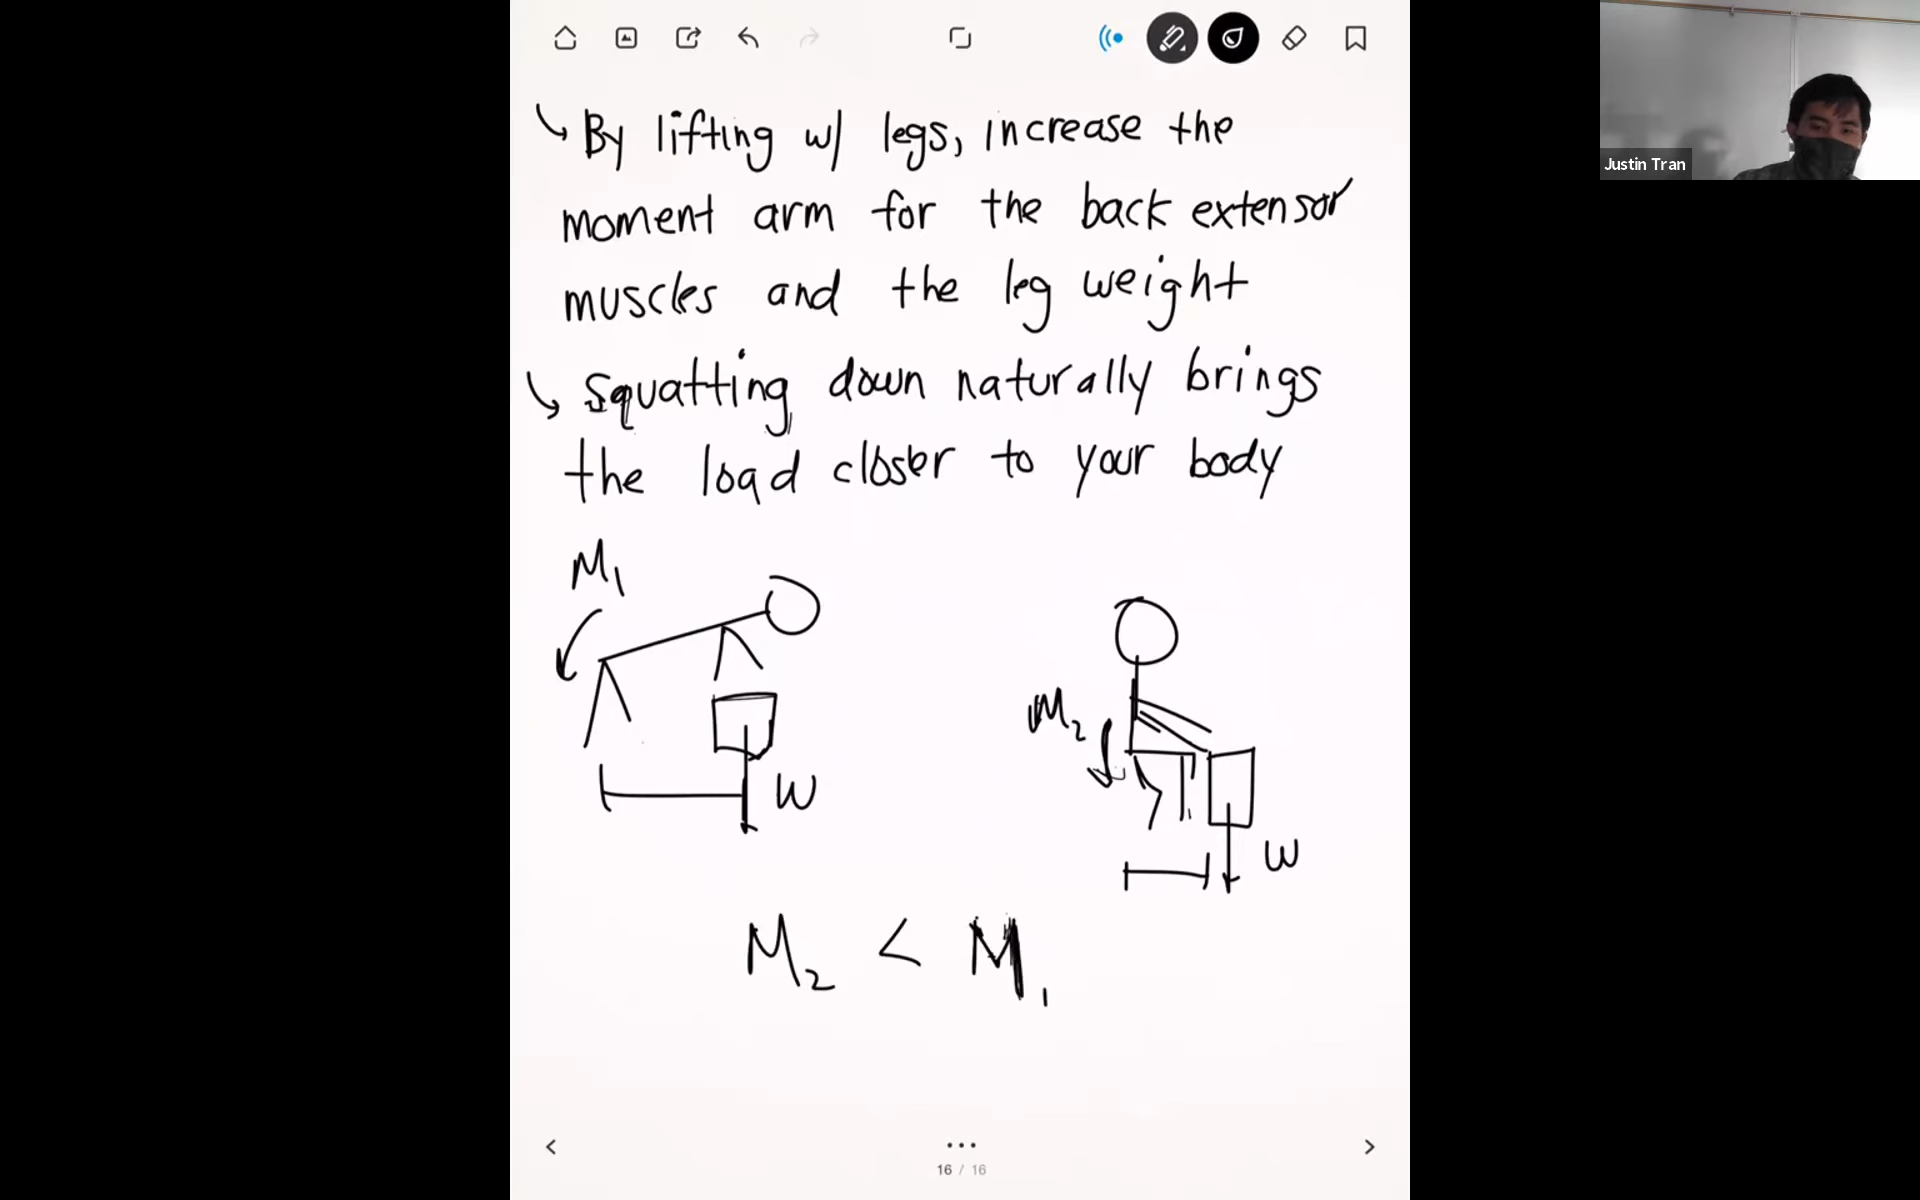 By lifting w/ legs, increase the
moment arm for the back extensor
muscles and the leg weight
Squatting down naturally brings
the load closer to your body
M1
M2
W
W
M2 < M1
16 / 16
Justin Tran